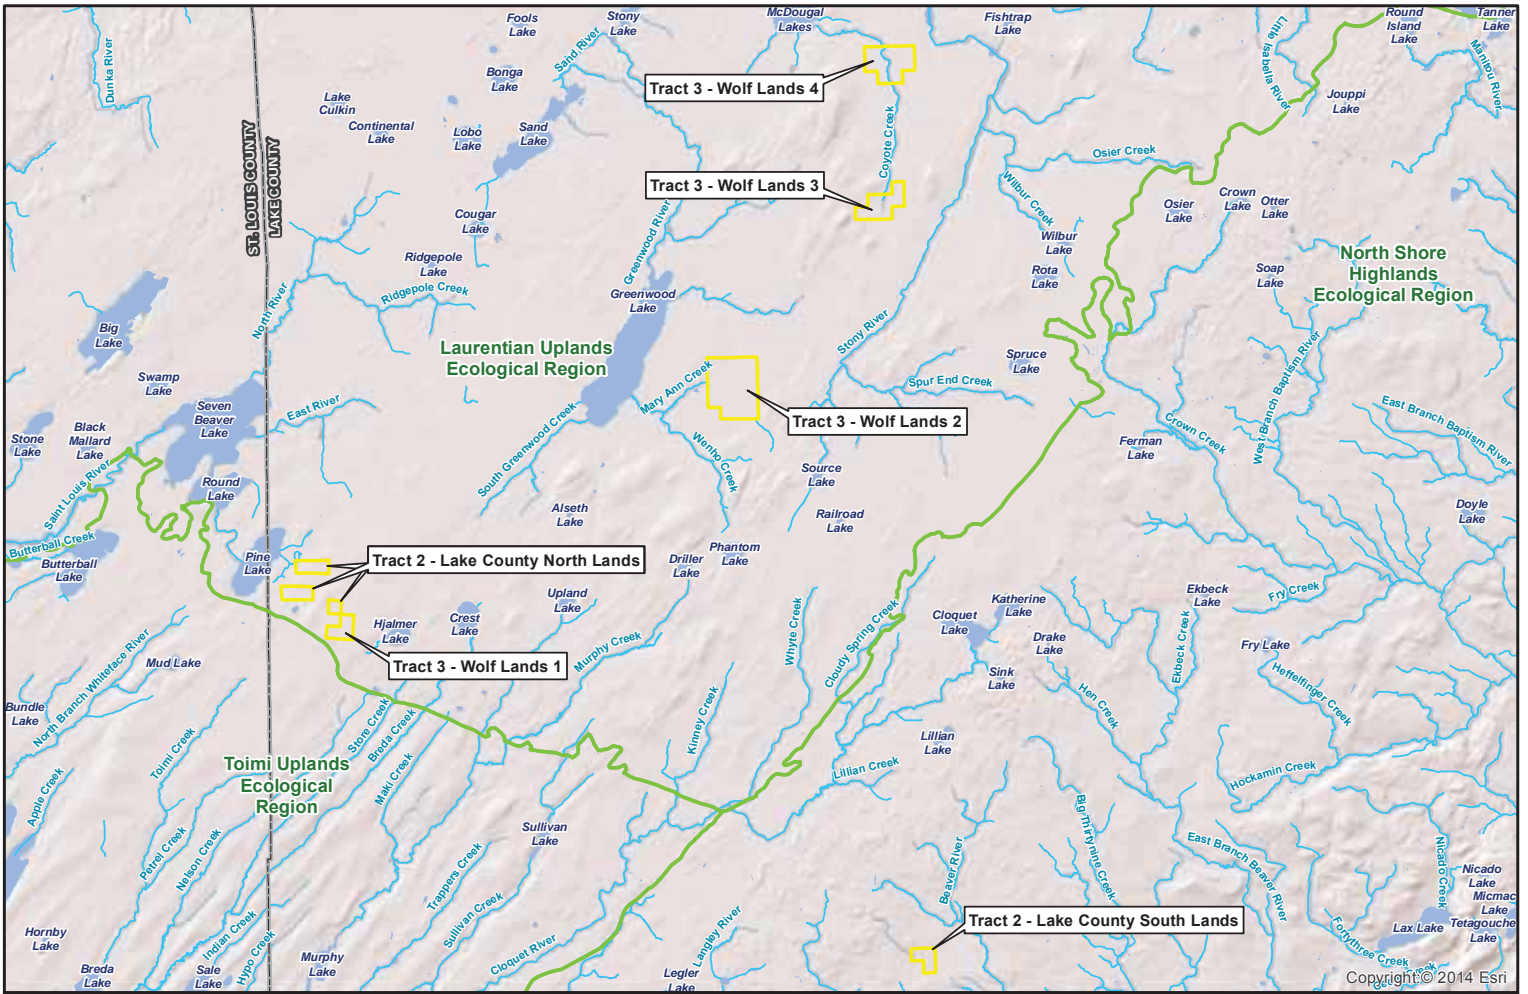 Fools
Lake
Stony
Lake
McDougal
Lakes
Fishtrap
Lake
Round
Island
Lake
Tanner
Lake
Dunka River
Sand River
Little Isabella River
Manitou River
Bonga
Lake
Tract 3 - Wolf Lands 4
Jouppi
Lake
Lake
Culkin
Continental
Lake
Lobo
Lake
Sand
Lake
Coyote Creek
Osier Creek
ST. LOUIS COUNTY
LAKE COUNTY
Tract 3 - Wolf Lands 3
Wilbur Creek
Crown
Lake
Otter
Lake
Osier
Lake
Cougar
Lake
Greenwood River
Wilbur
Lake
Rota
Lake
Soap
Lake
North Shore
Highlands
Ecological Region
Ridgepole
Lake
Ridgepole Creek
Greenwood
Lake
North River
Big
Lake
Stony River
Laurentian Uplands
Ecological Region
Spruce
Lake
West Branch Baptism River
Swamp
Lake
Mary Ann Creek
Spur End Creek
Seven
Beaver
Lake
East River
Tract 3 - Wolf Lands 2
East Branch Baptism River
Stone
Lake
Black
Mallard
Lake
South Greenwood Creek
Wenho Creek
Crown Creek
Ferman
Lake
Source
Lake
Saint Louis River
Round
Lake
Alseth
Lake
Railroad
Lake
Doyle
Lake
Butterball Creek
Butterball
Lake
Pine
Lake
Tract 2 - Lake County North Lands
Driller
Lake
Phantom
Lake
Upland
Lake
Hjalmer
Lake
Crest
Lake
Katherine
Lake
Cloquet
Lake
Drake
Lake
Ekbeck
Lake
Fry Creek
Fry Lake
North Branch Whiteface River
Mud Lake
Tract 3 - Wolf Lands 1
Murphy Creek
Whyte Creek
Cloudy Spring Creek
Sink
Lake
Ekbeck Creek
Heffelfinger Creek
Hen Creek
Bundle
Lake
Store Creek
Breda Creek
Kinney Creek
Toimi Creek
Lillian
Lake
Lillian Creek
Toimi Uplands
Ecological
Region
Maki Creek
Hockamin Creek
Apple Creek
Sullivan
Lake
Big Thirtynine Creek
Petrel Creek
Nelson Creek
Trappers Creek
Beaver River
East Branch Beaver River
Nicado Creek
Nicado
Lake
Micmac
Lake
Tetagouche
Lake
Hornby
Lake
Indian Creek
Hypo Creek
Sullivan Creek
Tract 2 - Lake County South Lands
Lax Lake
Fortythree Creek
Breda
Lake
Sale
Lake
Murphy
Lake
Cloquet River
Langley River
Legler
Lake
Copyright:© 2014 Esri